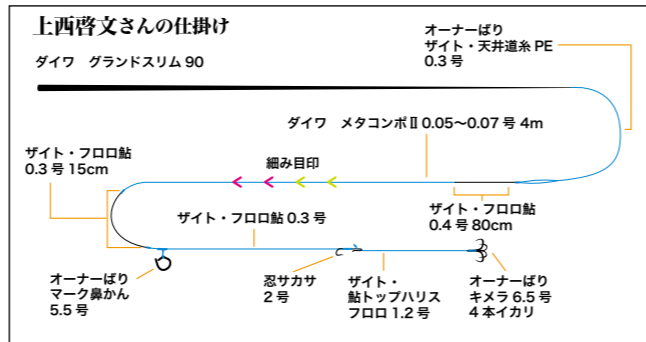 上西啓文さんの仕掛け
ダイワ グランドスリム 90
オーナーばり
ザイト・天井道糸 PE
0.3 号
ダイワ メタコンポⅡ 0.05〜0.07 号 4m
ザイト・フロロ鮎
0.3 号 15cm
細み目印
ザイト・フロロ鮎 0.3 号
ザイト・フロロ鮎
0.4 号 80cm
オーナーばり
マーク鼻かん
5.5 号
忍サカサ
2 号
ザイト・
鮎トップハリス
フロロ 1.2 号
オーナーばり
キメラ 6.5 号
4 本イカリ